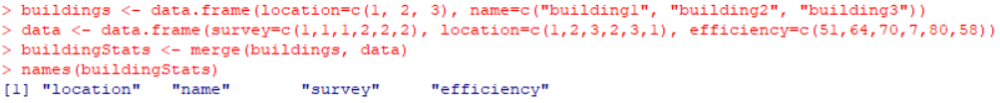 > buildings <- data.frame(location=c(1, 2, 3), name=c("building1", "building2", "building3"))
> data <- data.frame(survey=c(1,1,1,2,2,2), location=c(1,2,3,2,3,1), efficiency=c(51,64,70,7,80,58))
> buildingStats <- merge(buildings, data)
> names(buildingStats)
[1] "location"   "name"       "survey"     "efficiency"